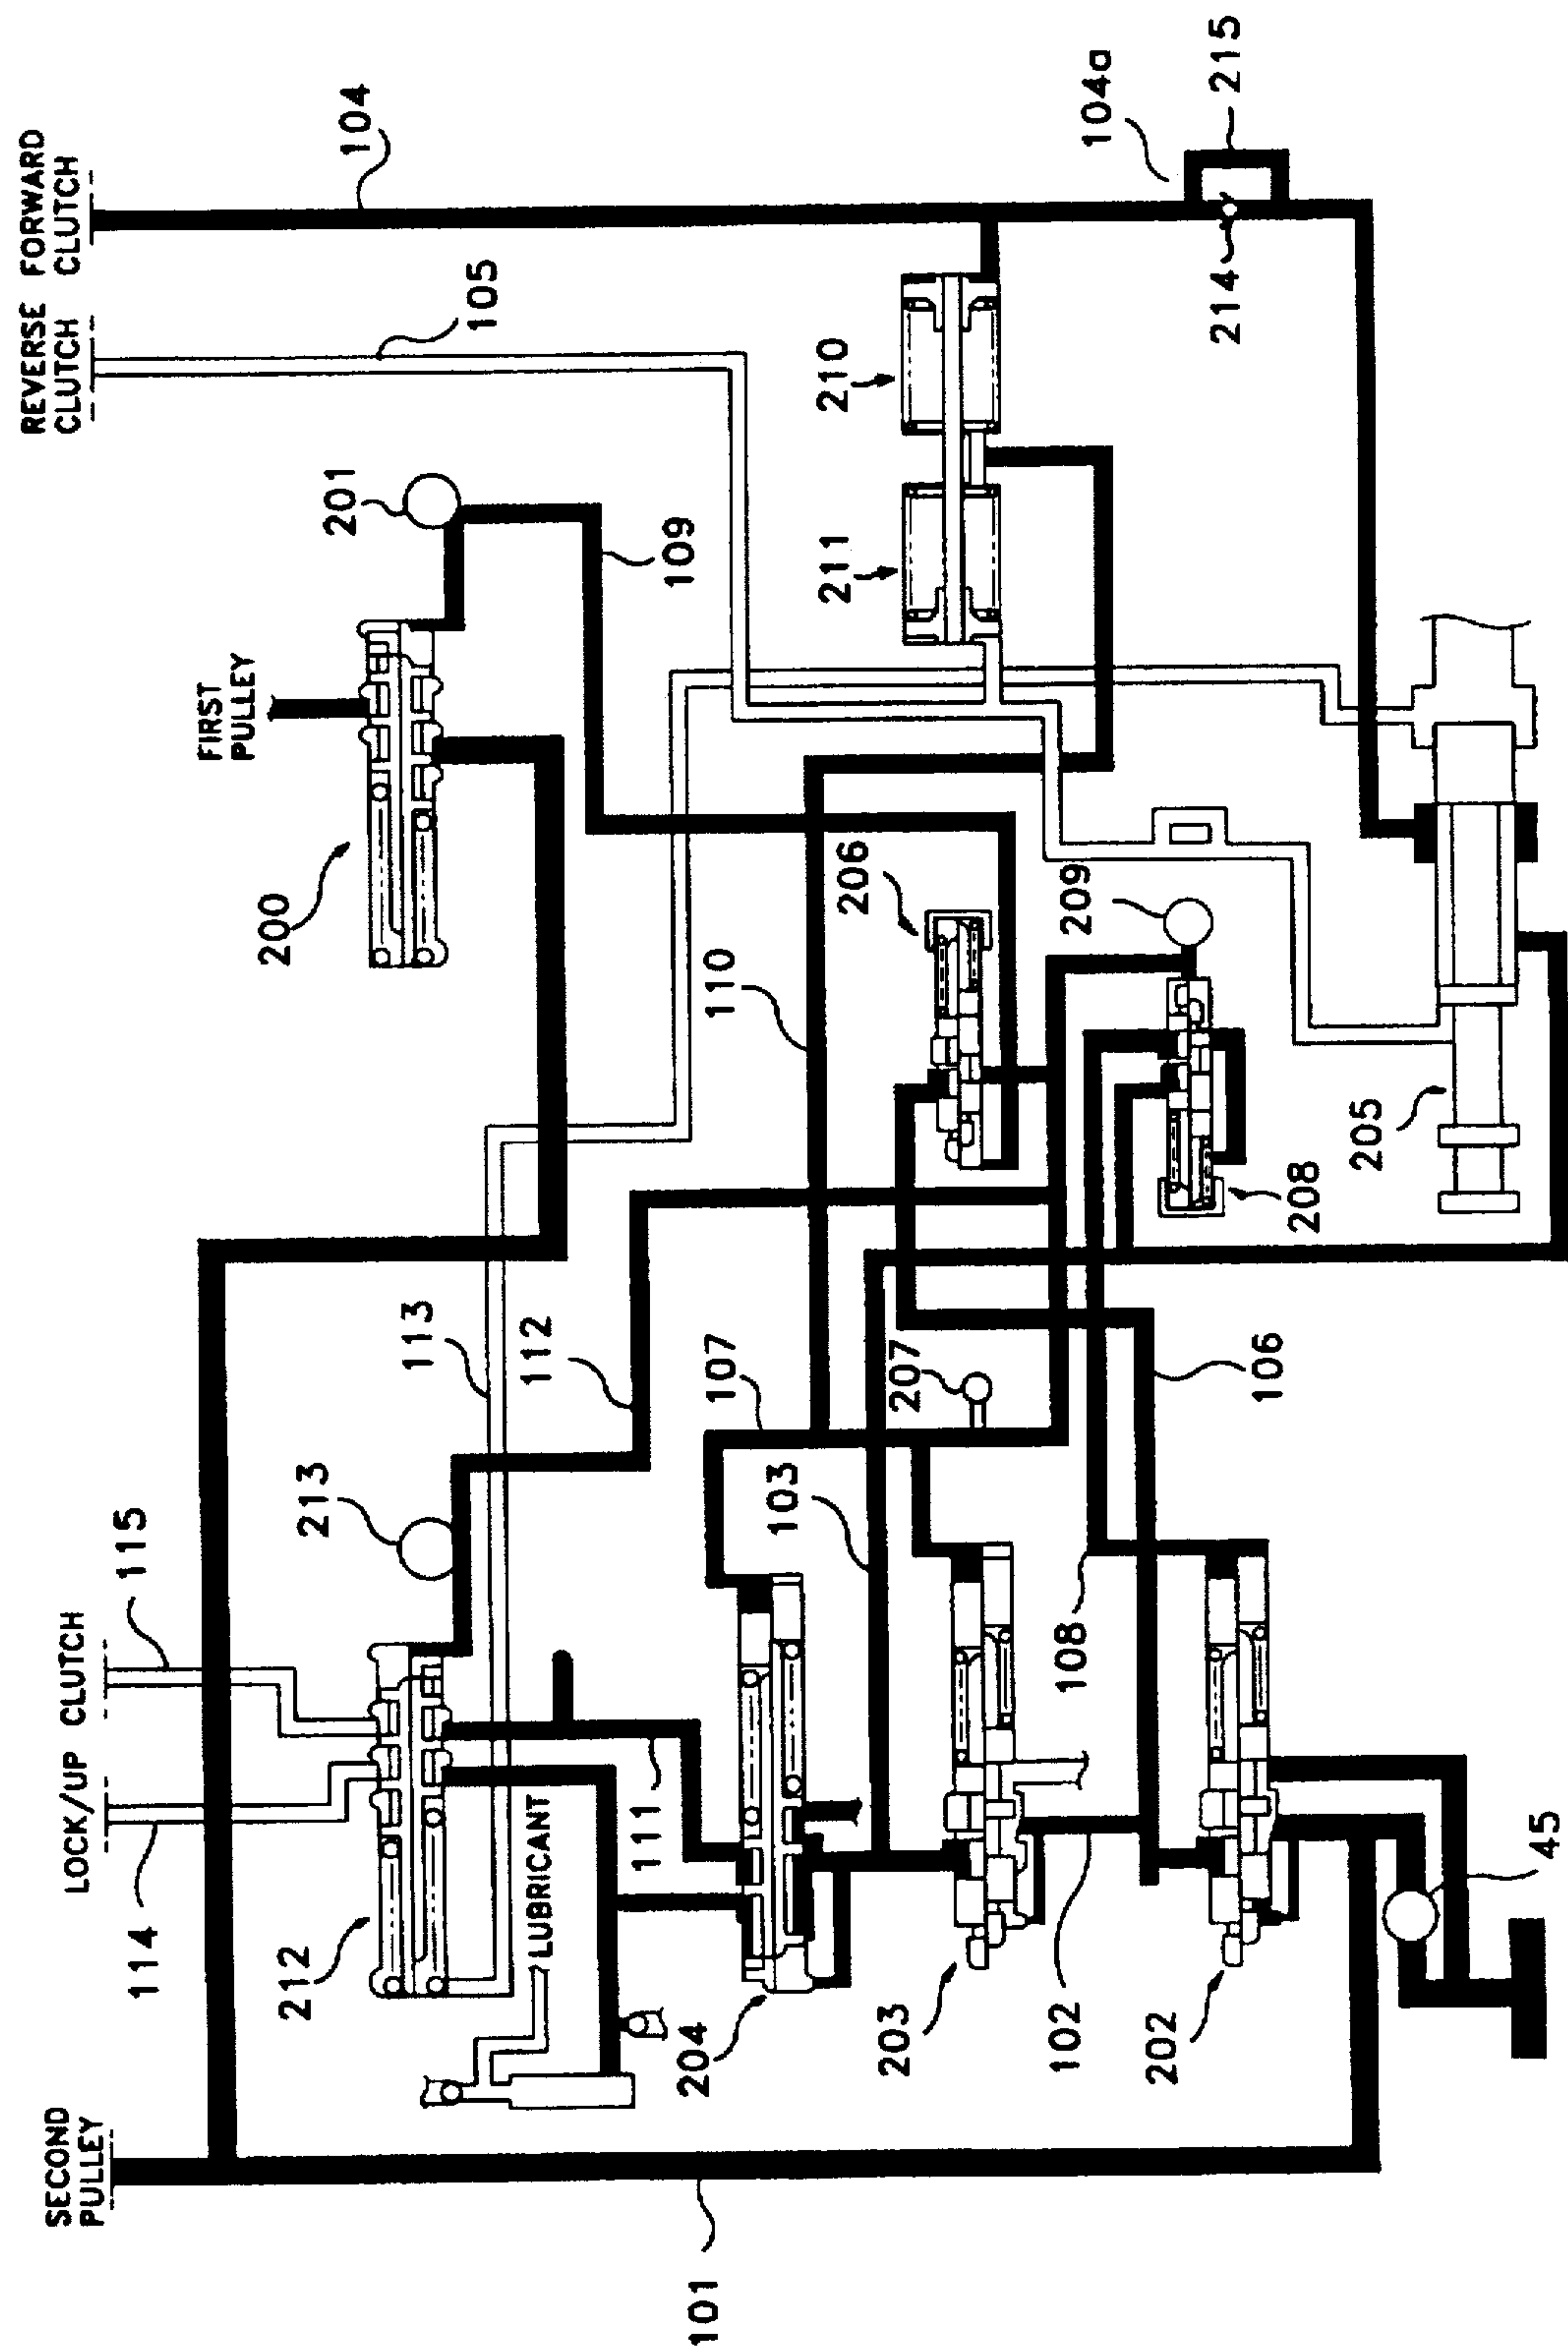 SECOND
PULLEY
101
LOCK/UP CLUTCH
114
115
212
213
113
112
FIRST
PULLEY
200
201
109
REVERSE
CLUTCH
105
FORWARD
CLUTCH
104
LUBRICANT
111
204
107
110
206
211
210
104a
214
215
103
203
207
209
102
108
106
208
205
202
45